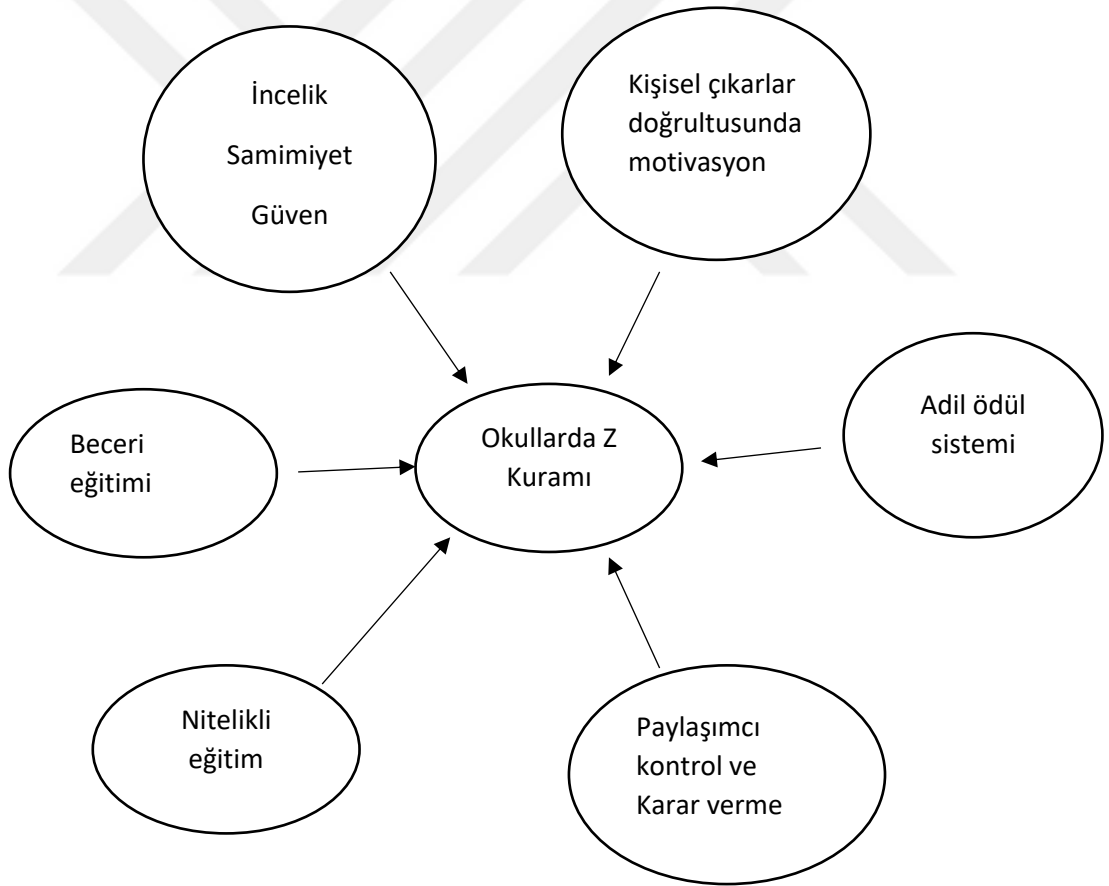 İncelik
Samimiyet
Güven
Kişisel çıkarlar
doğrultusunda
motivasyon
Beceri
eğitimi
Okullarda Z
Kuramı
Adil ödül
sistemi
Nitelikli
eğitim
Paylaşımcı
kontrol ve
Karar verme